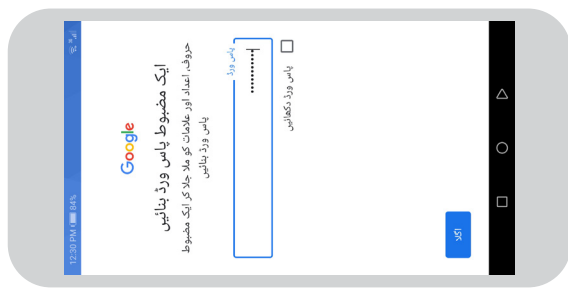 12:30 PM 84%
Google
ایک مضبوط پاس ورڈ بنائیں
حروف، اعداد اور علامات کو ملا جلا کر ایک مضبوط
پاس ورڈ بنائیں
پاس ورڈ
پاس ورڈ دکھائیں
اگلا